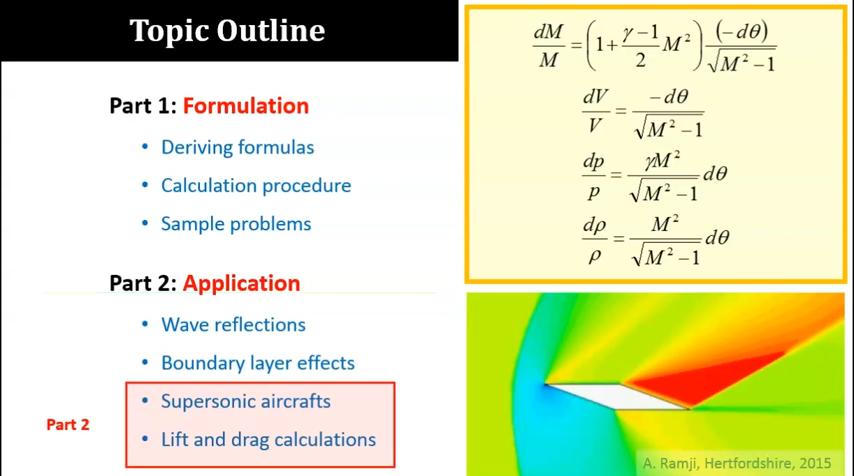 Topic Outline
Part 1: Formulation
• Deriving formulas
• Calculation procedure
• Sample problems
Part 2: Application
• Wave reflections
• Boundary layer effects
• Supersonic aircrafts
• Lift and drag calculations
Part 2
dM/M = (1 + (γ−1)/2 M²) (−dθ)/√(M²−1)
dV/V = −dθ/√(M²−1)
dp/p = γM²/√(M²−1) dθ
dρ/ρ = M²/√(M²−1) dθ
A. Ramji, Hertfordshire, 2015